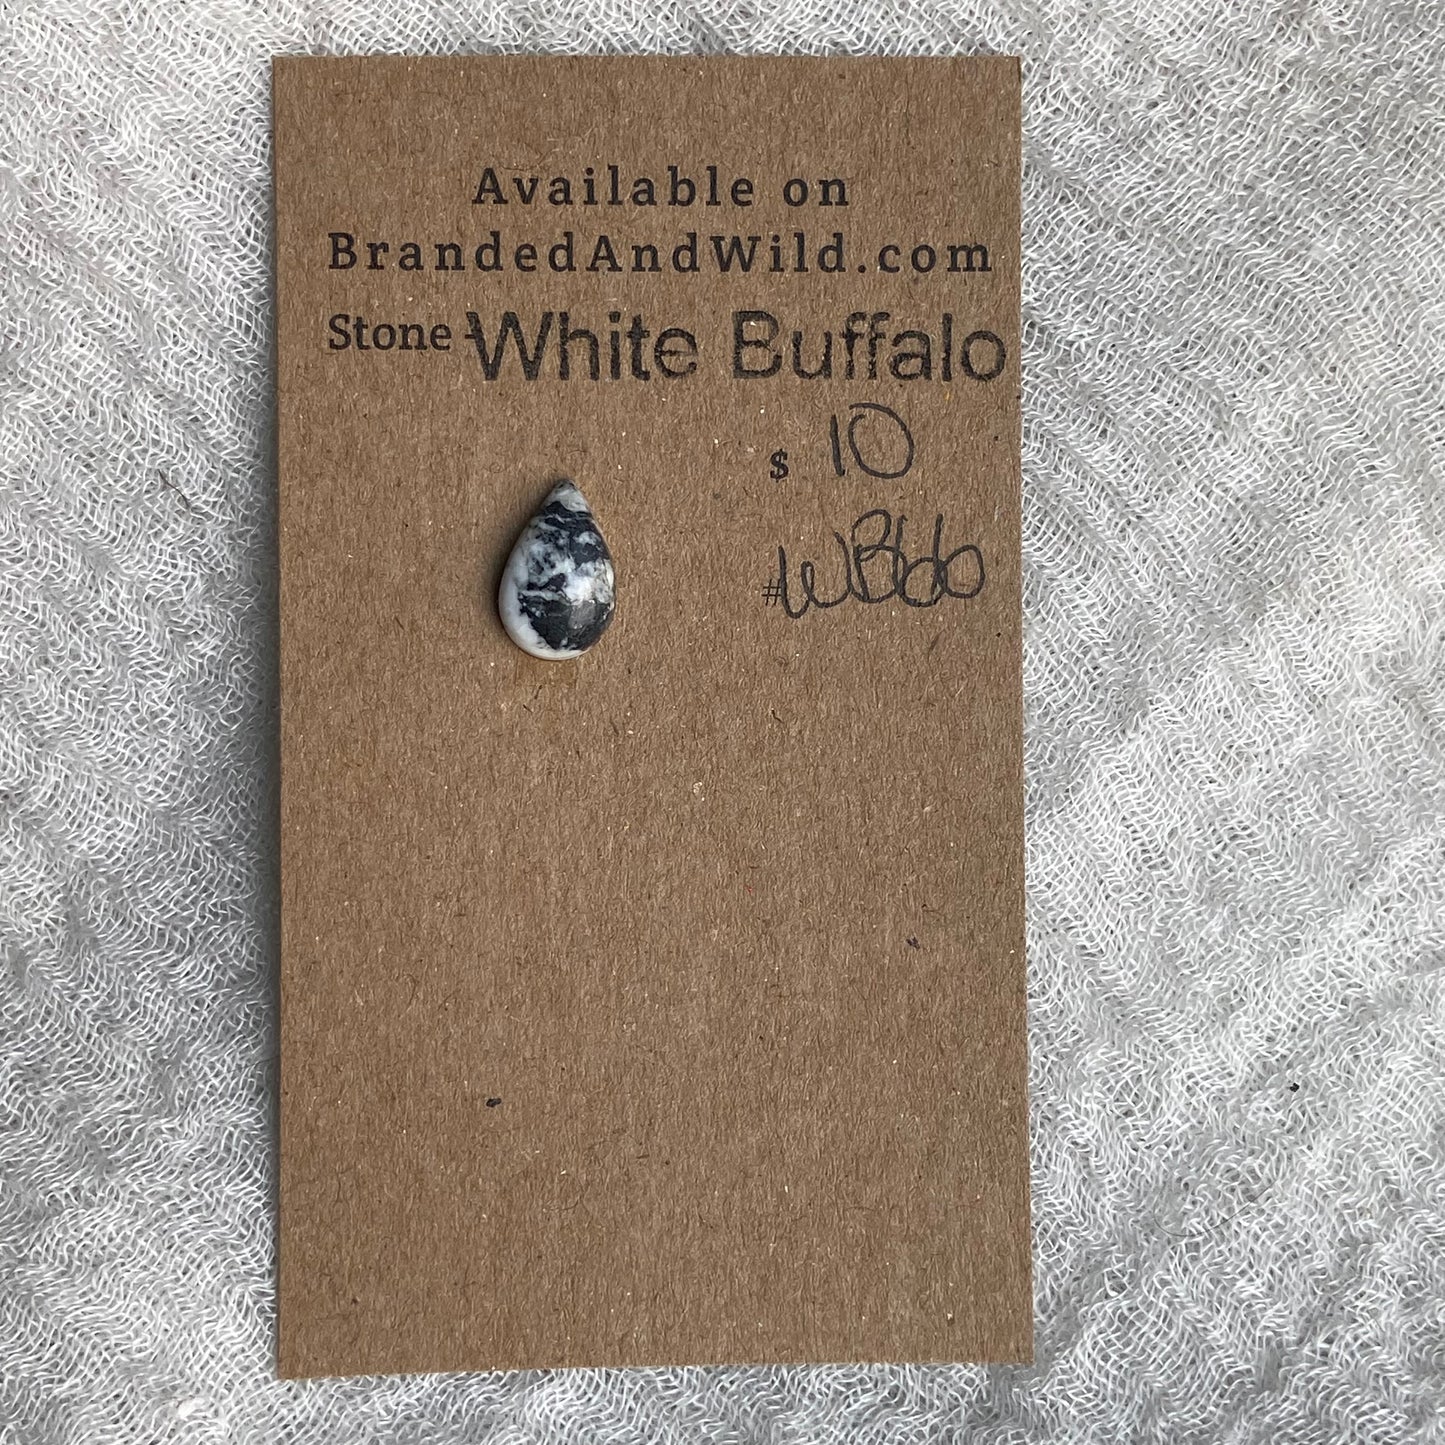 Available on
BrandedAndWild.com
Stone - White Buffalo
$ 10
#WB66